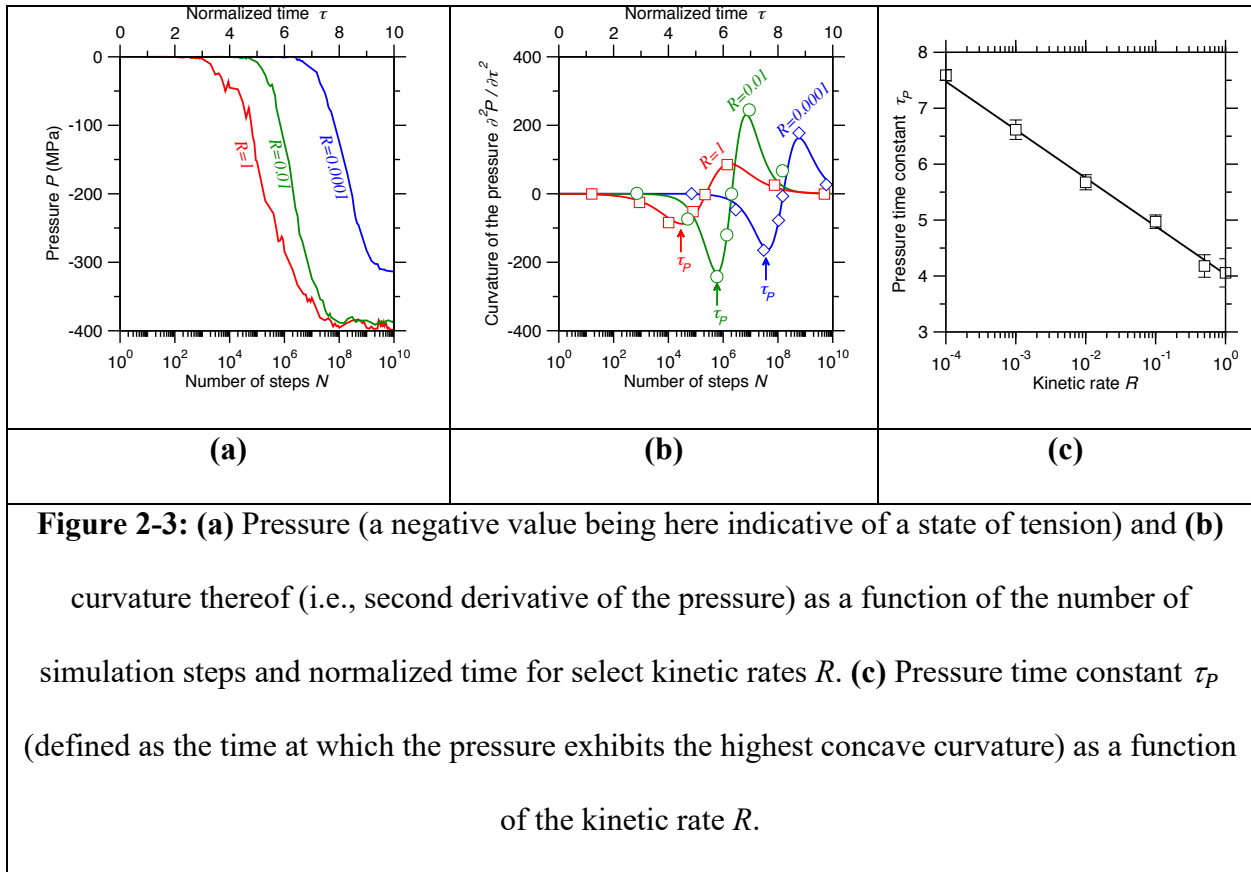 Normalized time τ
0 2 4 6 8 10
0
-100
-200
-300
-400
Pressure P (MPa)
R=1
R=0.01
R=0.0001
10^0 10^2 10^4 10^6 10^8 10^10
Number of steps N
Normalized time τ
0 2 4 6 8 10
400
200
0
-200
-400
Curvature of the pressure ∂²P / ∂τ²
R=1
R=0.01
R=0.0001
τ_P
τ_P
τ_P
10^0 10^2 10^4 10^6 10^8 10^10
Number of steps N
8
7
6
5
4
3
Pressure time constant τ_P
10^-4 10^-3 10^-2 10^-1 10^0
Kinetic rate R
(a) (b) (c)
Figure 2-3: (a) Pressure (a negative value being here indicative of a state of tension) and (b)
curvature thereof (i.e., second derivative of the pressure) as a function of the number of
simulation steps and normalized time for select kinetic rates R. (c) Pressure time constant τ_P
(defined as the time at which the pressure exhibits the highest concave curvature) as a function
of the kinetic rate R.